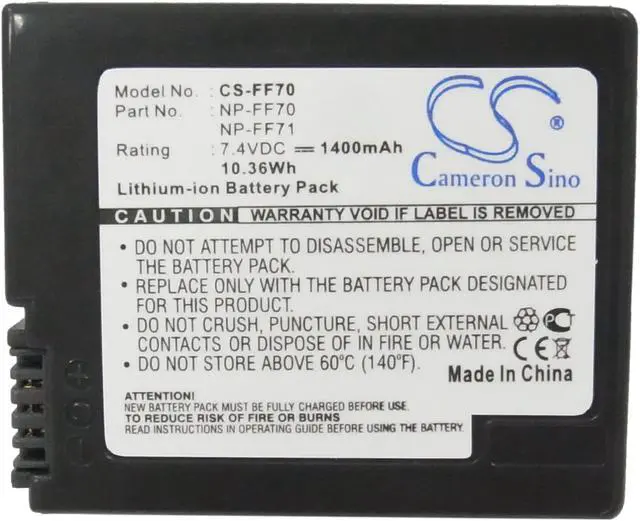 Model No. : CS-FF70
Part No. : NP-FF70
NP-FF71
Rating : 7.4VDC ⎓ 1400mAh
10.36Wh
Lithium-ion Battery Pack
CS
Cameron Sino
CAUTION WARRANTY VOID IF LABEL IS REMOVED
• DO NOT ATTEMPT TO DISASSEMBLE, OPEN OR SERVICE
THE BATTERY PACK.
• REPLACE ONLY WITH THE BATTERY PACK DESIGNATED
FOR THIS PRODUCT.
• DO NOT CRUSH, PUNCTURE, SHORT EXTERNAL
CONTACTS OR DISPOSE OF IN FIRE OR WATER.
• DO NOT STORE ABOVE 60°C (140°F).
PC
CE
Made In China
ATTENTION!
NEW BATTERY PACK MUST BE FULLY CHARGED BEFORE USE.
TO REDUCE RISK OF FIRE OR BURNS
READ INSTRUCTIONS IN OPERATING THE BATTERY.
+
-